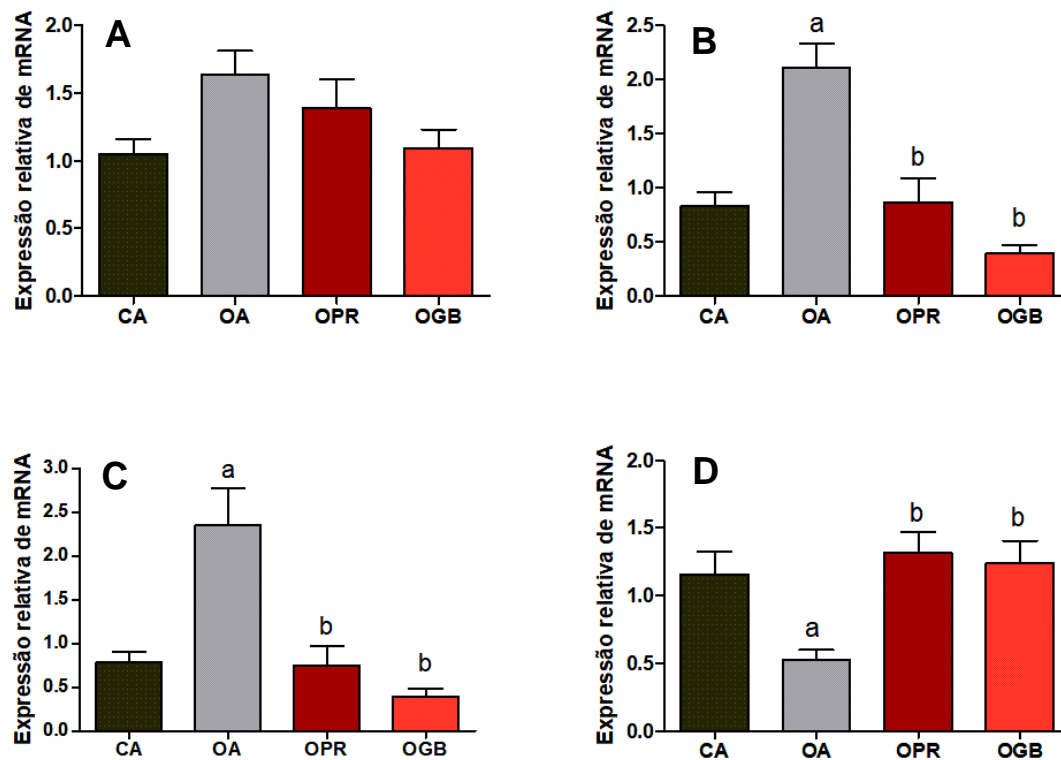 A
Expressão relativa de mRNA
2.0
1.5
1.0
0.5
0.0
CA OA OPR OGB
B
Expressão relativa de mRNA
2.5
2.0
1.5
1.0
0.5
0.0
a
b
b
CA OA OPR OGB
C
Expressão relativa de mRNA
3.0
2.5
2.0
1.5
1.0
0.5
0.0
a
b
b
CA OA OPR OGB
D
Expressão relativa de mRNA
2.0
1.5
1.0
0.5
0.0
a
b
b
CA OA OPR OGB